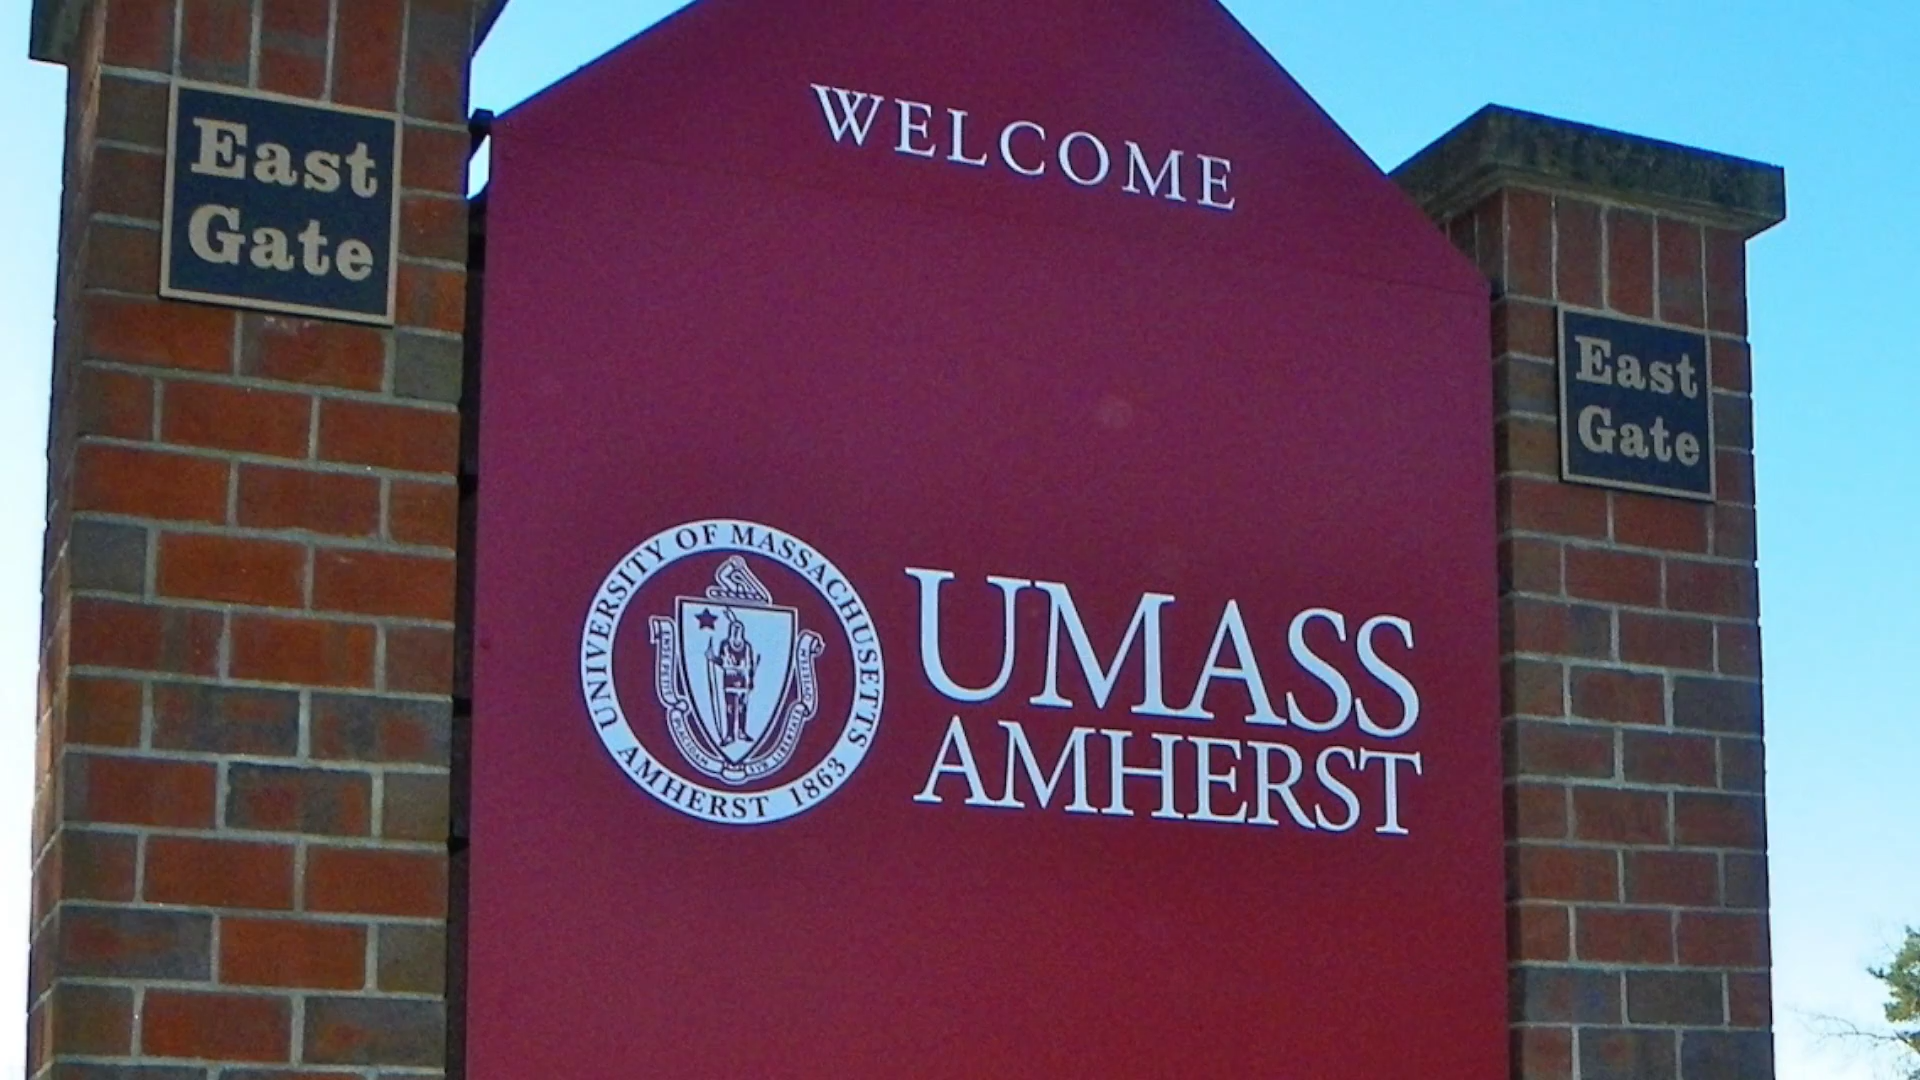 East
Gate
WELCOME
East
Gate
UNIVERSITY OF MASSACHUSETTS
AMHERST 1863
UMASS
AMHERST